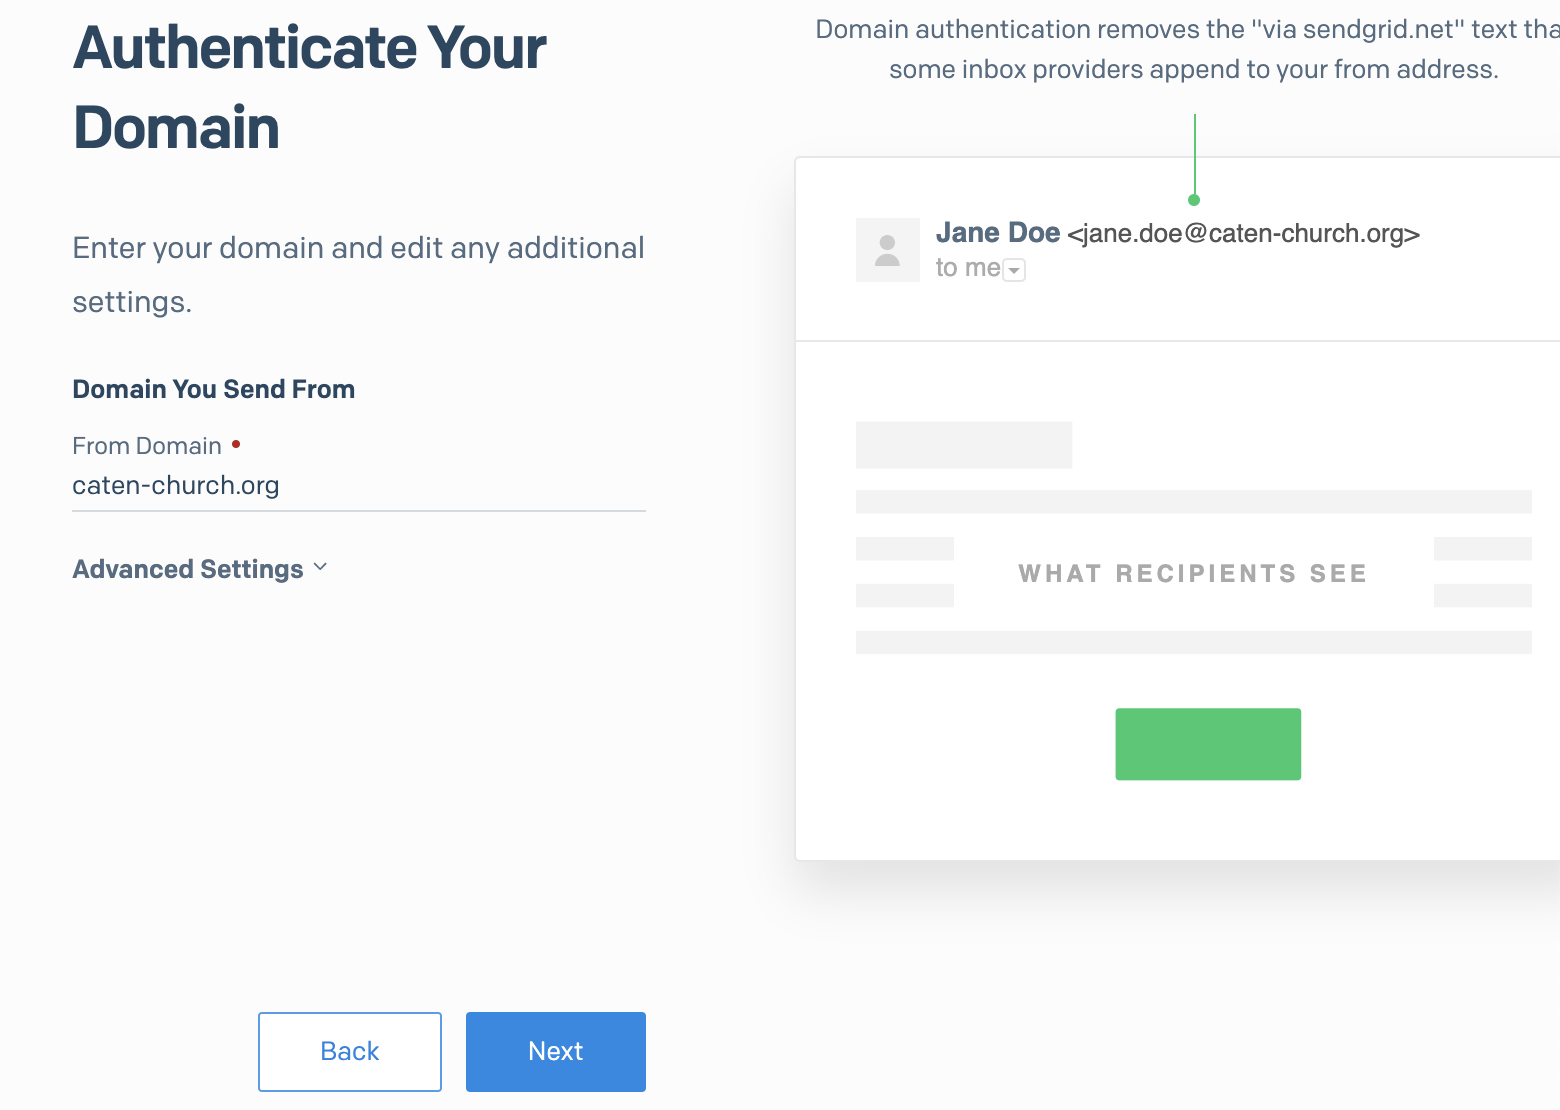 Authenticate Your
Domain
Enter your domain and edit any additional
settings.
Domain You Send From
From Domain
caten-church.org
Advanced Settings
Back
Next
Domain authentication removes the "via sendgrid.net" text tha
some inbox providers append to your from address.
Jane Doe <jane.doe@caten-church.org>
to me
WHAT RECIPIENTS SEE